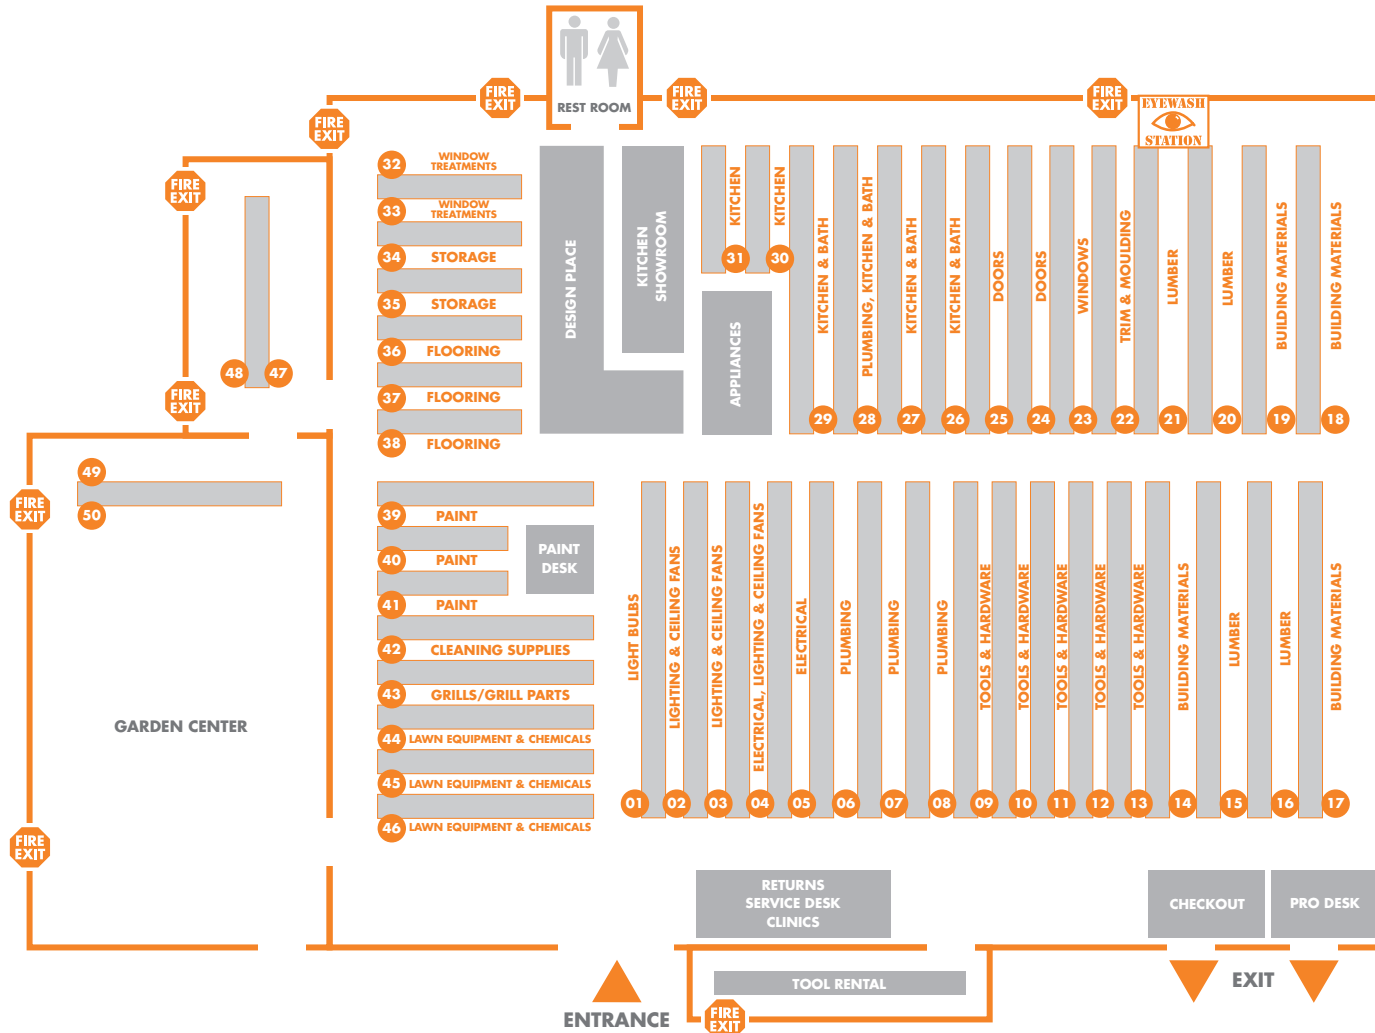 REST ROOM
FIRE
EXIT
FIRE
EXIT
FIRE
EXIT
FIRE
EXIT
EYEWASH
STATION
FIRE
EXIT
FIRE
EXIT
48
47
32 WINDOW
TREATMENTS
33 WINDOW
TREATMENTS
34 STORAGE
35 STORAGE
36 FLOORING
37 FLOORING
38 FLOORING
DESIGN PLACE
KITCHEN
SHOWROOM
APPLIANCES
31 KITCHEN
30 KITCHEN
29 KITCHEN & BATH
28 PLUMBING, KITCHEN & BATH
27 KITCHEN & BATH
26 KITCHEN & BATH
25 DOORS
24 DOORS
23 WINDOWS
22 TRIM & MOULDING
21 LUMBER
20 LUMBER
19 BUILDING MATERIALS
18 BUILDING MATERIALS
49
50
FIRE
EXIT
FIRE
EXIT
GARDEN CENTER
39 PAINT
40 PAINT
41 PAINT
PAINT
DESK
42 CLEANING SUPPLIES
43 GRILLS/GRILL PARTS
44 LAWN EQUIPMENT & CHEMICALS
45 LAWN EQUIPMENT & CHEMICALS
46 LAWN EQUIPMENT & CHEMICALS
01 LIGHT BULBS
02 LIGHTING & CEILING FANS
03 LIGHTING & CEILING FANS
04 ELECTRICAL, LIGHTING & CEILING FANS
05 ELECTRICAL
06 PLUMBING
07 PLUMBING
08 PLUMBING
09 TOOLS & HARDWARE
10 TOOLS & HARDWARE
11 TOOLS & HARDWARE
12 TOOLS & HARDWARE
13 TOOLS & HARDWARE
14 BUILDING MATERIALS
15 LUMBER
16 LUMBER
17 BUILDING MATERIALS
RETURNS
SERVICE DESK
CLINICS
CHECKOUT
PRO DESK
TOOL RENTAL
ENTRANCE
FIRE
EXIT
EXIT